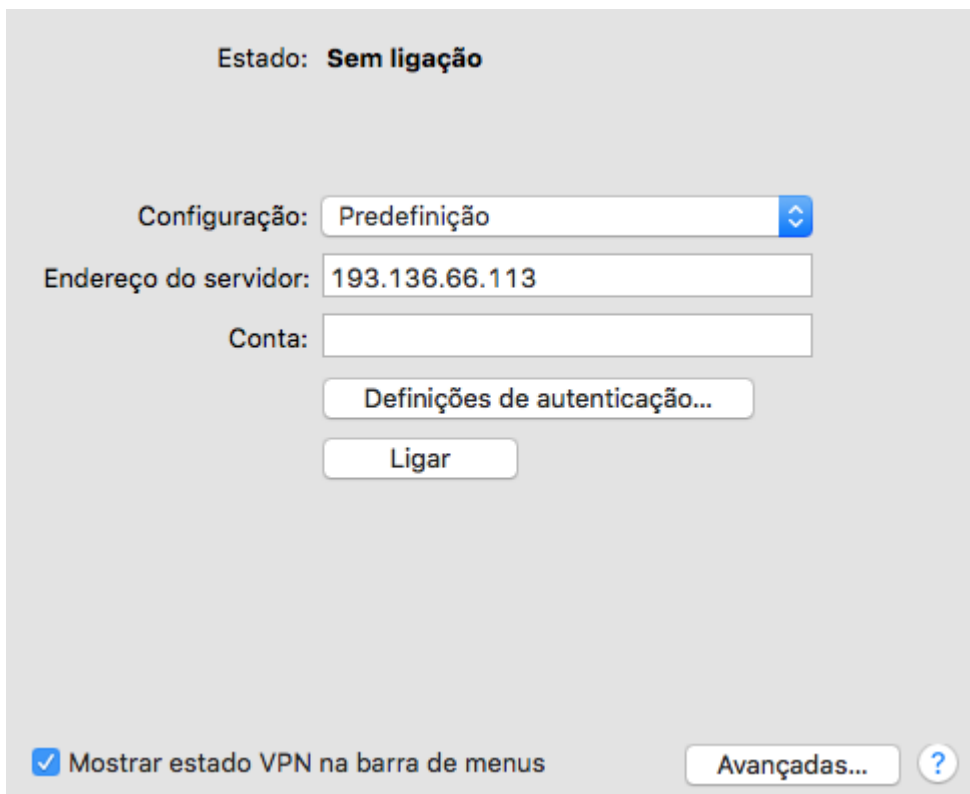 Estado: Sem ligação
Configuração: Predefinição
Endereço do servidor: 193.136.66.113
Conta:
Definições de autenticação...
Ligar
Mostrar estado VPN na barra de menus Avançadas... ?